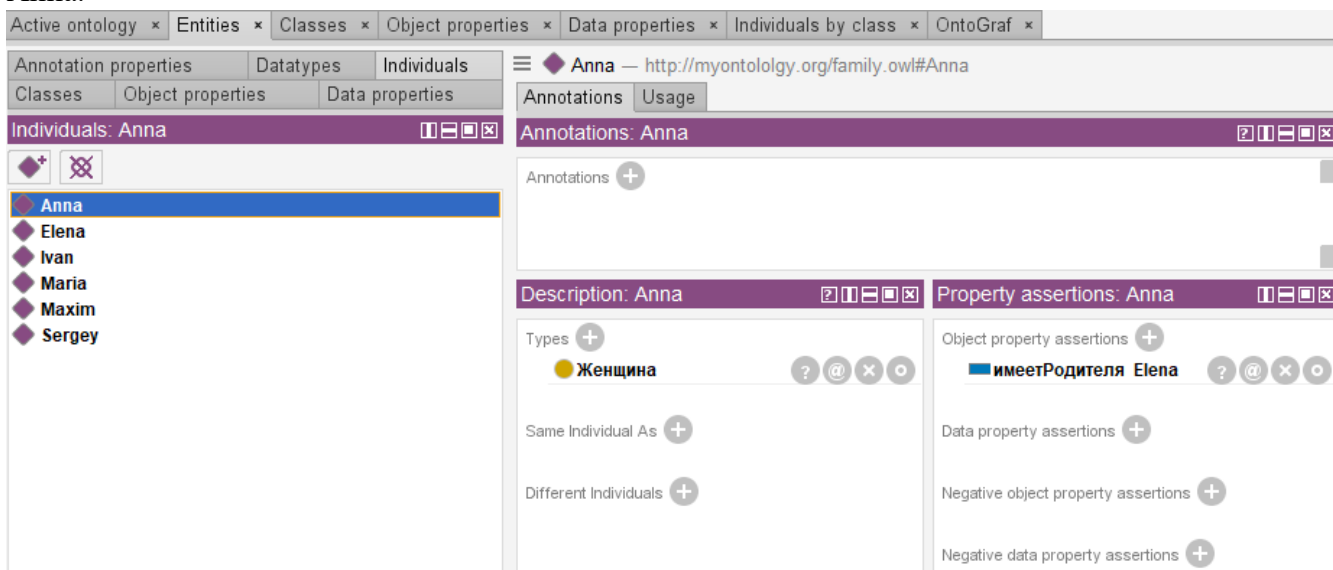 Active ontology × Entities × Classes × Object properties × Data properties × Individuals by class × OntoGraf ×
Annotation properties Datatypes Individuals
Classes Object properties Data properties
Individuals: Anna
Anna
Elena
Ivan
Maria
Maxim
Sergey
Anna — http://myontololgy.org/family.owl#Anna
Annotations Usage
Annotations: Anna
Annotations
Description: Anna
Types
Женщина
Same Individual As
Different Individuals
Property assertions: Anna
Object property assertions
имеетРодителя Elena
Data property assertions
Negative object property assertions
Negative data property assertions